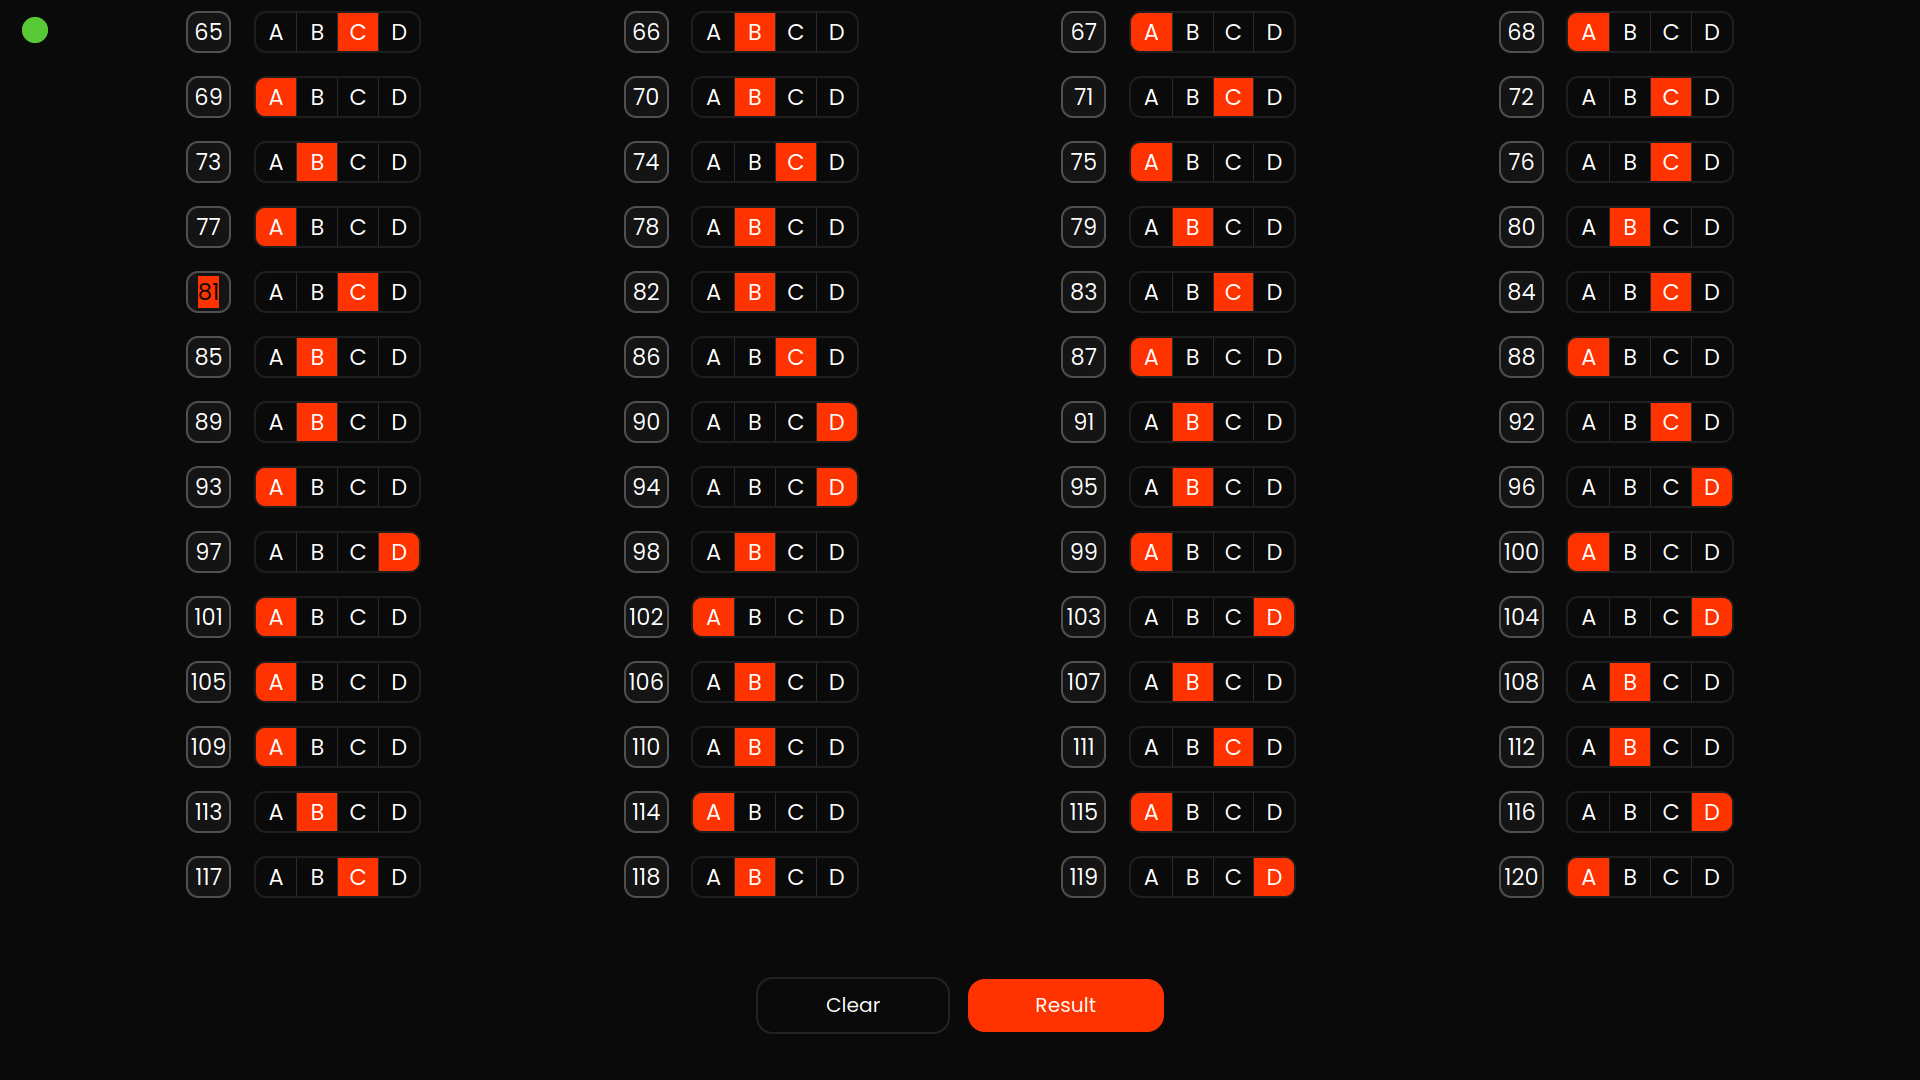 65 A B C D 66 A B C D 67 A B C D 68 A B C D
69 A B C D 70 A B C D 71 A B C D 72 A B C D
73 A B C D 74 A B C D 75 A B C D 76 A B C D
77 A B C D 78 A B C D 79 A B C D 80 A B C D
81 A B C D 82 A B C D 83 A B C D 84 A B C D
85 A B C D 86 A B C D 87 A B C D 88 A B C D
89 A B C D 90 A B C D 91 A B C D 92 A B C D
93 A B C D 94 A B C D 95 A B C D 96 A B C D
97 A B C D 98 A B C D 99 A B C D 100 A B C D
101 A B C D 102 A B C D 103 A B C D 104 A B C D
105 A B C D 106 A B C D 107 A B C D 108 A B C D
109 A B C D 110 A B C D 111 A B C D 112 A B C D
113 A B C D 114 A B C D 115 A B C D 116 A B C D
117 A B C D 118 A B C D 119 A B C D 120 A B C D
Clear Result